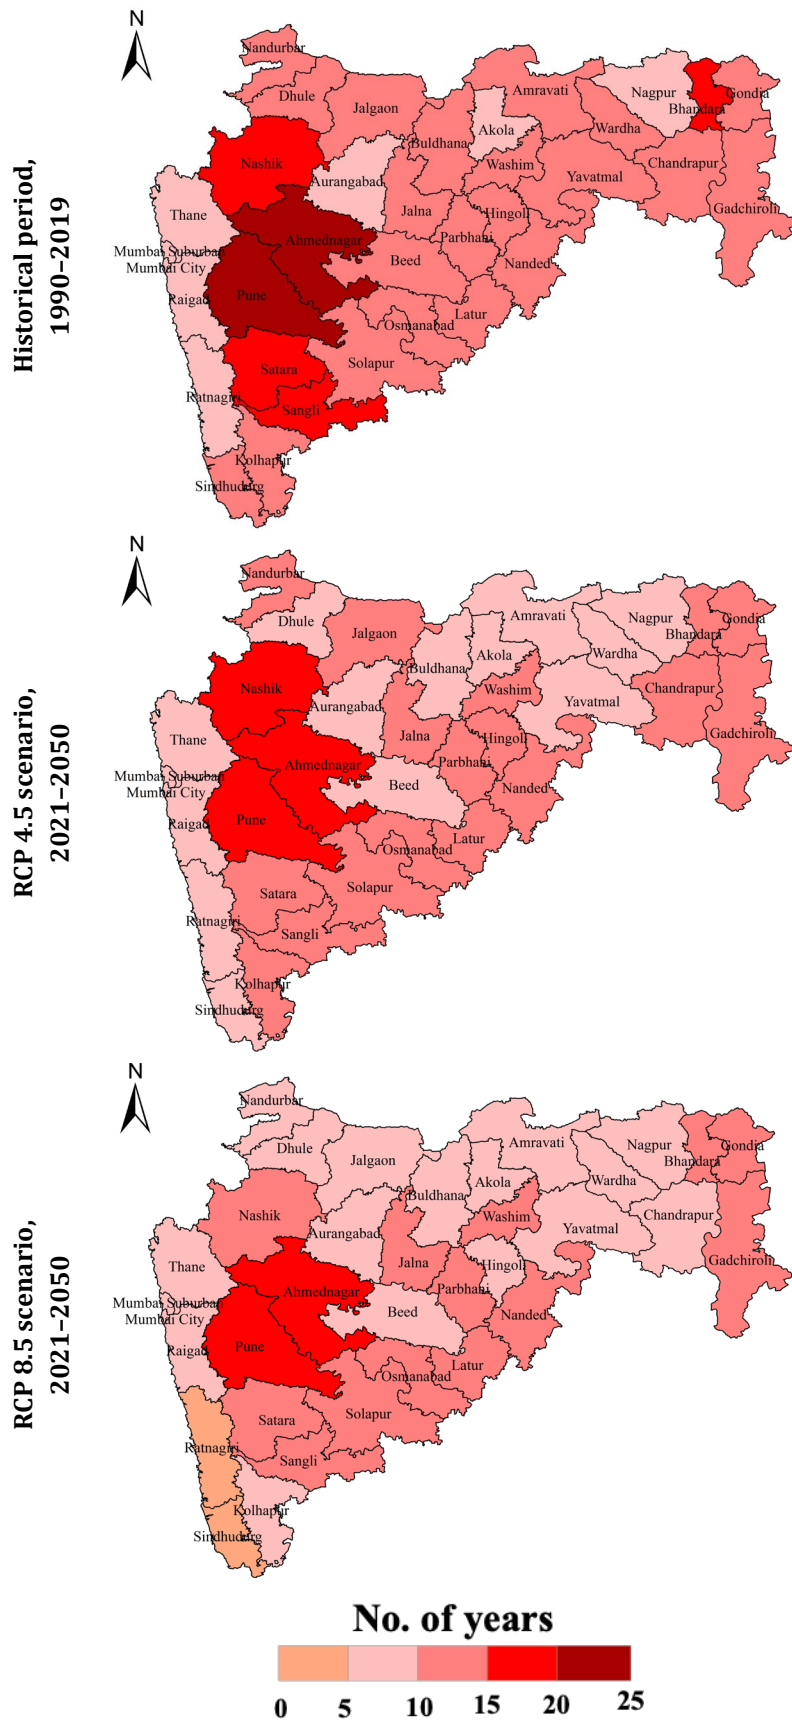 N
Historical period,
1990–2019
Nandurbar
Dhule
Jalgaon
Amravati
Nagpur
Gondia
Bhandara
Akola
Buldhana
Wardha
Nashik
Washim
Chandrapur
Aurangabad
Yavatmal
Thane
Jalna
Hingoli
Gadchiroli
Ahmednagar
Parbhani
Mumbai Suburban
Beed
Nanded
Mumbai City
Raigad
Pune
Latur
Osmanabad
Satara
Solapur
Ratnagiri
Sangli
Kolhapur
Sindhudurg
N
RCP 4.5 scenario,
2021–2050
Nandurbar
Dhule
Jalgaon
Amravati
Nagpur
Gondia
Bhandara
Akola
Wardha
Buldhana
Nashik
Washim
Chandrapur
Aurangabad
Yavatmal
Thane
Jalna
Hingoli
Gadchiroli
Ahmednagar
Parbhani
Mumbai Suburban
Beed
Nanded
Mumbai City
Raigad
Pune
Latur
Osmanabad
Satara
Solapur
Ratnagiri
Sangli
Kolhapur
Sindhudurg
N
RCP 8.5 scenario,
2021–2050
Nandurbar
Dhule
Jalgaon
Amravati
Nagpur
Gondia
Bhandara
Akola
Wardha
Buldhana
Nashik
Washim
Chandrapur
Aurangabad
Yavatmal
Thane
Jalna
Hingoli
Gadchiroli
Ahmednagar
Parbhani
Mumbai Suburban
Beed
Nanded
Mumbai City
Raigad
Pune
Latur
Osmanabad
Satara
Solapur
Ratnagiri
Sangli
Kolhapur
Sindhudurg
No. of years
0 5 10 15 20 25